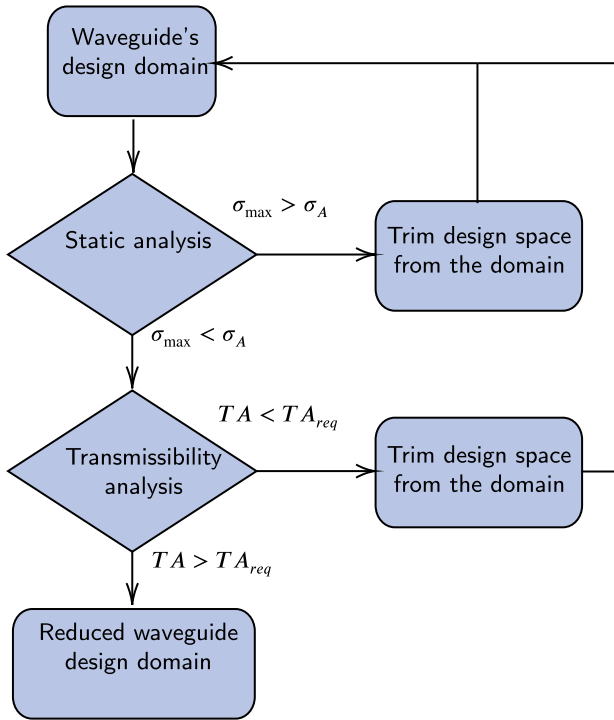 Waveguide's
design domain
Static analysis
σmax > σA
Trim design space
from the domain
σmax < σA
Transmissibility
analysis
TA < TAreq
Trim design space
from the domain
TA > TAreq
Reduced waveguide
design domain